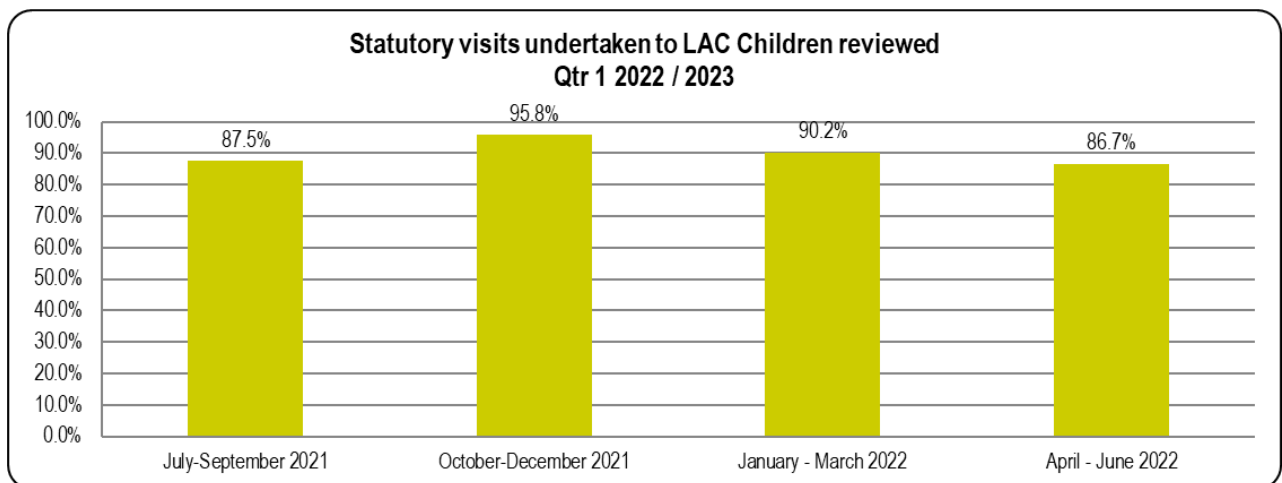 Statutory visits undertaken to LAC Children reviewed
Qtr 1 2022 / 2023
100.0%
90.0%
80.0%
70.0%
60.0%
50.0%
40.0%
30.0%
20.0%
10.0%
0.0%
87.5%
95.8%
90.2%
86.7%
July-September 2021
October-December 2021
January - March 2022
April - June 2022